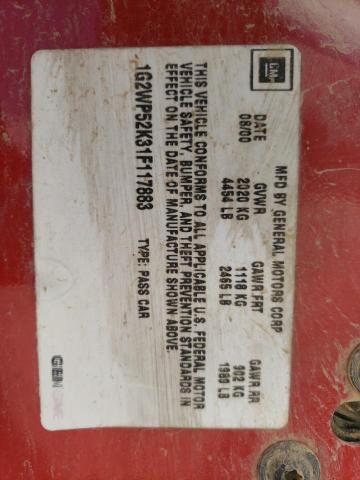 GM
MFD BY GENERAL MOTORS CORP
DATE GVWR GAWR FRT GAWR RR
08/00 2020 KG 1118 KG 902 KG
4454 LB 2465 LB 1989 LB
THIS VEHICLE CONFORMS TO ALL APPLICABLE U.S. FEDERAL MOTOR
VEHICLE SAFETY, BUMPER, AND THEFT PREVENTION STANDARDS IN
EFFECT ON THE DATE OF MANUFACTURE SHOWN ABOVE.
1G2WP52K31F117883 TYPE: PASS CAR